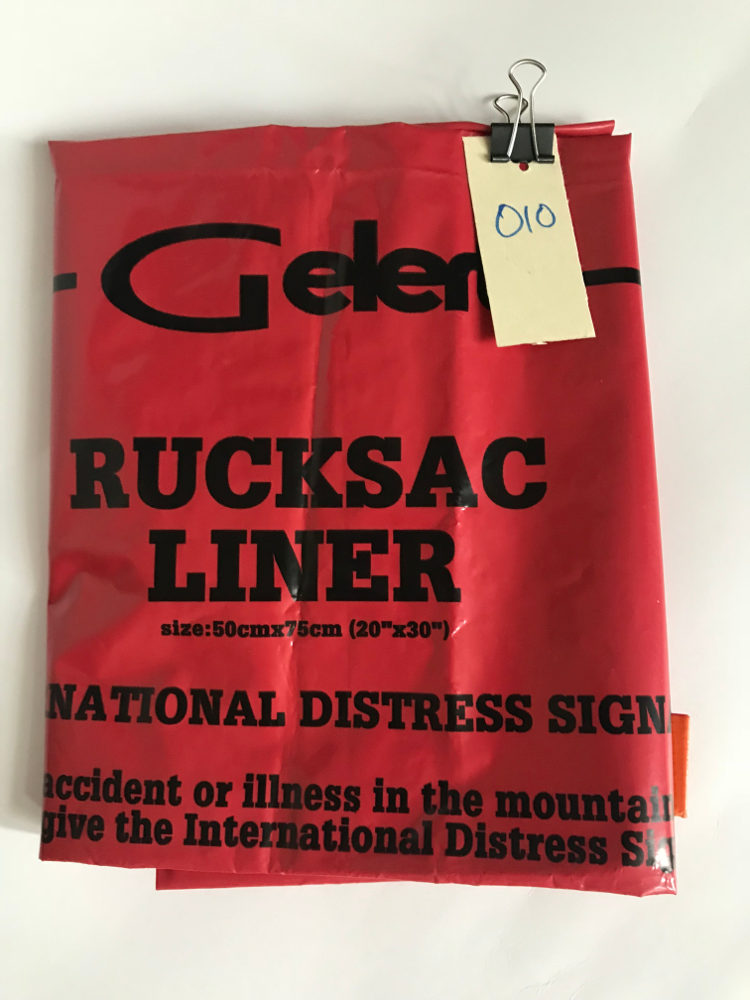 010
Gelert
RUCKSAC
LINER
size:50cmx75cm (20"x30")
NATIONAL DISTRESS SIGN
accident or illness in the mountain
give the International Distress Sig